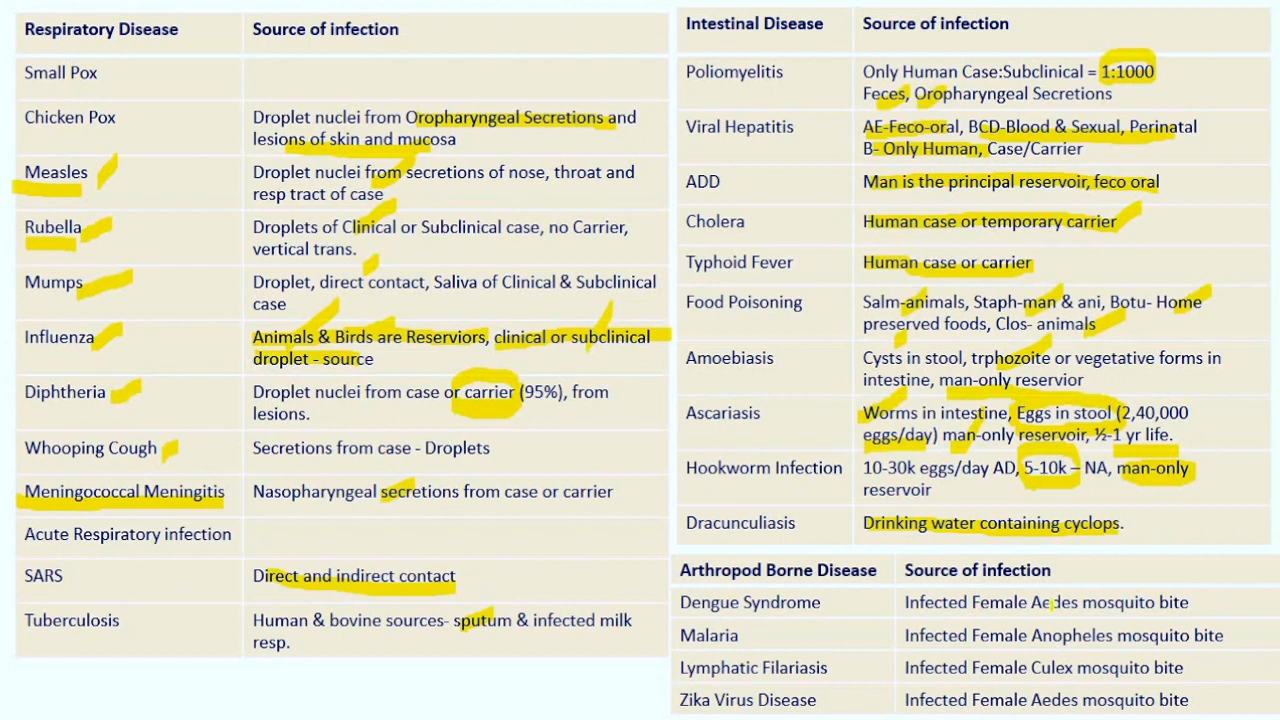 Respiratory Disease Source of infection
Small Pox
Chicken Pox Droplet nuclei from Oropharyngeal Secretions and
lesions of skin and mucosa
Measles Droplet nuclei from secretions of nose, throat and
resp tract of case
Rubella Droplets of Clinical or Subclinical case, no Carrier,
vertical trans.
Mumps Droplet, direct contact, Saliva of Clinical & Subclinical
case
Influenza Animals & Birds are Reserviors, clinical or subclinical
droplet - source
Diphtheria Droplet nuclei from case or carrier (95%), from
lesions.
Whooping Cough Secretions from case - Droplets
Meningococcal Meningitis Nasopharyngeal secretions from case or carrier
Acute Respiratory infection
SARS Direct and indirect contact
Tuberculosis Human & bovine sources- sputum & infected milk
resp.
Intestinal Disease Source of infection
Poliomyelitis Only Human Case:Subclinical = 1:1000
Feces, Oropharyngeal Secretions
Viral Hepatitis AE-Feco-oral, BCD-Blood & Sexual, Perinatal
B- Only Human, Case/Carrier
ADD Man is the principal reservoir, feco oral
Cholera Human case or temporary carrier
Typhoid Fever Human case or carrier
Food Poisoning Salm-animals, Staph-man & ani, Botu- Home
preserved foods, Clos- animals
Amoebiasis Cysts in stool, trphozoite or vegetative forms in
intestine, man-only reservior
Ascariasis Worms in intestine, Eggs in stool (2,40,000
eggs/day) man-only reservoir, ½-1 yr life.
Hookworm Infection 10-30k eggs/day AD, 5-10k – NA, man-only
reservoir
Dracunculiasis Drinking water containing cyclops.
Arthropod Borne Disease Source of infection
Dengue Syndrome Infected Female Aedes mosquito bite
Malaria Infected Female Anopheles mosquito bite
Lymphatic Filariasis Infected Female Culex mosquito bite
Zika Virus Disease Infected Female Aedes mosquito bite